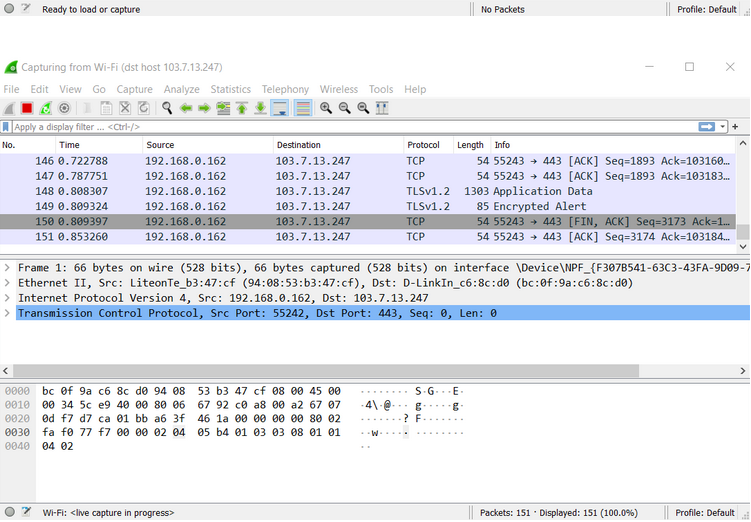 Ready to load or capture No Packets Profile: Default
Capturing from Wi-Fi (dst host 103.7.13.247)
File Edit View Go Capture Analyze Statistics Telephony Wireless Tools Help
Apply a display filter ... <Ctrl-/>
No. Time Source Destination Protocol Length Info
146 0.722788 192.168.0.162 103.7.13.247 TCP 54 55243 → 443 [ACK] Seq=1893 Ack=103160…
147 0.787751 192.168.0.162 103.7.13.247 TCP 54 55243 → 443 [ACK] Seq=1893 Ack=103183…
148 0.808307 192.168.0.162 103.7.13.247 TLSv1.2 1303 Application Data
149 0.809324 192.168.0.162 103.7.13.247 TLSv1.2 85 Encrypted Alert
150 0.809397 192.168.0.162 103.7.13.247 TCP 54 55243 → 443 [FIN, ACK] Seq=3173 Ack=1…
151 0.853260 192.168.0.162 103.7.13.247 TCP 54 55243 → 443 [ACK] Seq=3174 Ack=103184…
Frame 1: 66 bytes on wire (528 bits), 66 bytes captured (528 bits) on interface \Device\NPF_{F307B541-63C3-43FA-9D09-7
Ethernet II, Src: LiteonTe_b3:47:cf (94:08:53:b3:47:cf), Dst: D-LinkIn_c6:8c:d0 (bc:0f:9a:c6:8c:d0)
Internet Protocol Version 4, Src: 192.168.0.162, Dst: 103.7.13.247
Transmission Control Protocol, Src Port: 55242, Dst Port: 443, Seq: 0, Len: 0
0000 bc 0f 9a c6 8c d0 94 08 53 b3 47 cf 08 00 45 00 ········ S·G···E·
0010 00 34 5c e9 40 00 80 06 67 92 c0 a8 00 a2 67 07 ·4\·@··· g·····g·
0020 0d f7 d7 ca 01 bb a6 3f 46 1a 00 00 00 00 80 02 ·······? F·······
0030 fa f0 77 f7 00 00 02 04 05 b4 01 03 03 08 01 01 ··w····· ········
0040 04 02 ··
Wi-Fi: <live capture in progress> Packets: 151 · Displayed: 151 (100.0%) Profile: Default